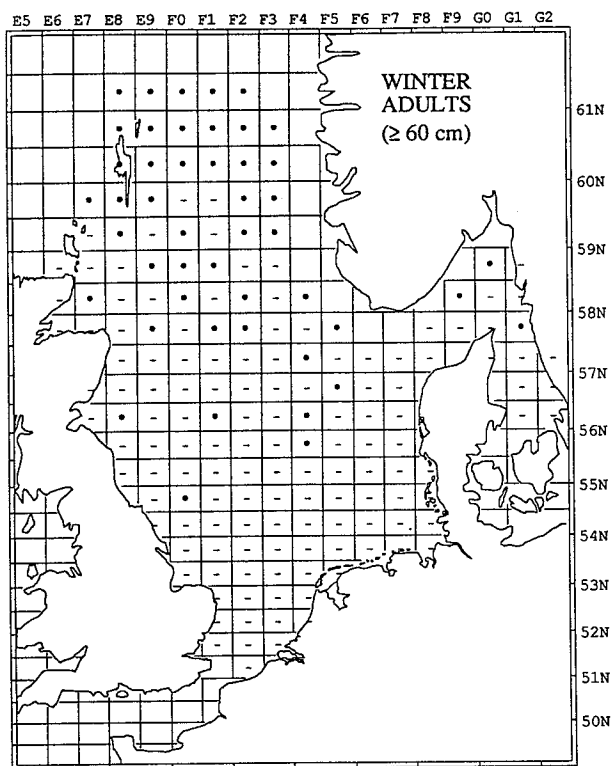 E5 E6 E7 E8 E9 F0 F1 F2 F3 F4 F5 F6 F7 F8 F9 G0 G1 G2
WINTER
ADULTS
(≥ 60 cm)
61N
60N
59N
58N
57N
56N
55N
54N
53N
52N
51N
50N